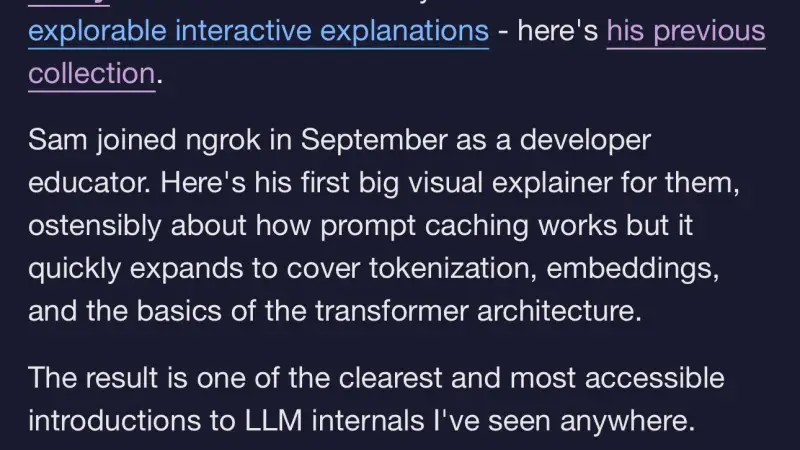 explorable interactive explanations - here's his previous
collection.
Sam joined ngrok in September as a developer
educator. Here's his first big visual explainer for them,
ostensibly about how prompt caching works but it
quickly expands to cover tokenization, embeddings,
and the basics of the transformer architecture.
The result is one of the clearest and most accessible
introductions to LLM internals I've seen anywhere.